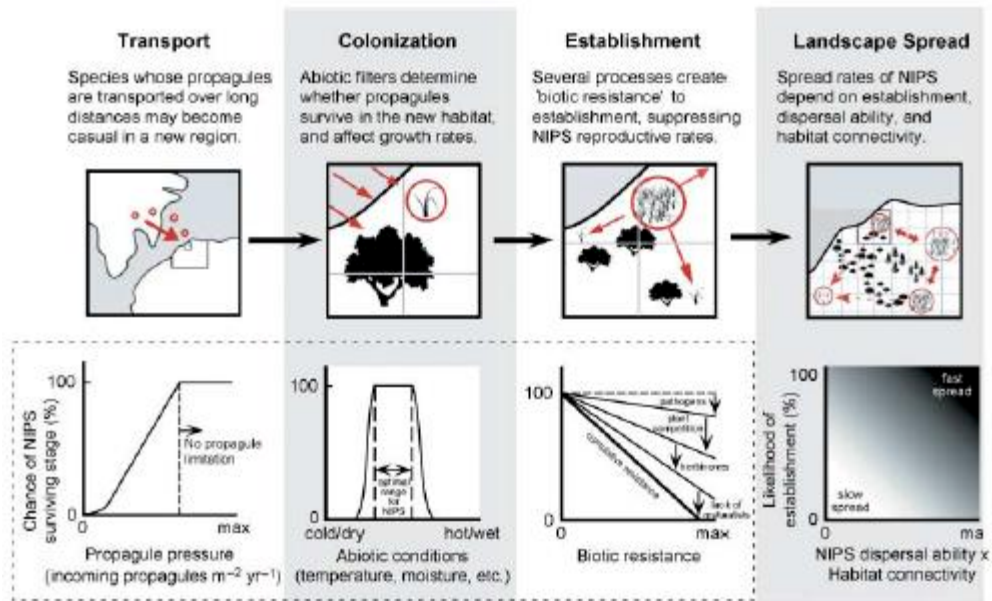 Transport
Species whose propagules
are transported over long
distances may become
casual in a new region.
Colonization
Abiotic filters determine
whether propagules
survive in the new habitat,
and affect growth rates.
Establishment
Several processes create
'biotic resistance' to
establishment, suppressing
NIPS reproductive rates.
Landscape Spread
Spread rates of NIPS
depend on establishment,
dispersal ability, and
habitat connectivity.
Chance of NIPS
surviving stage (%)
100
0
No propagule
limitation
0
max
Propagule pressure
(incoming propagules m⁻² yr⁻¹)
100
0
optimal
range
for
NIPS
cold/dry
hot/wet
Abiotic conditions
(temperature, moisture, etc.)
100
0
pathogens
plant
competition
herbivores
lack of
mutualists
cumulative resistance
max
Biotic resistance
Likelihood of
establishment (%)
100
0
fast
spread
slow
spread
0
ma
NIPS dispersal ability x
Habitat connectivity